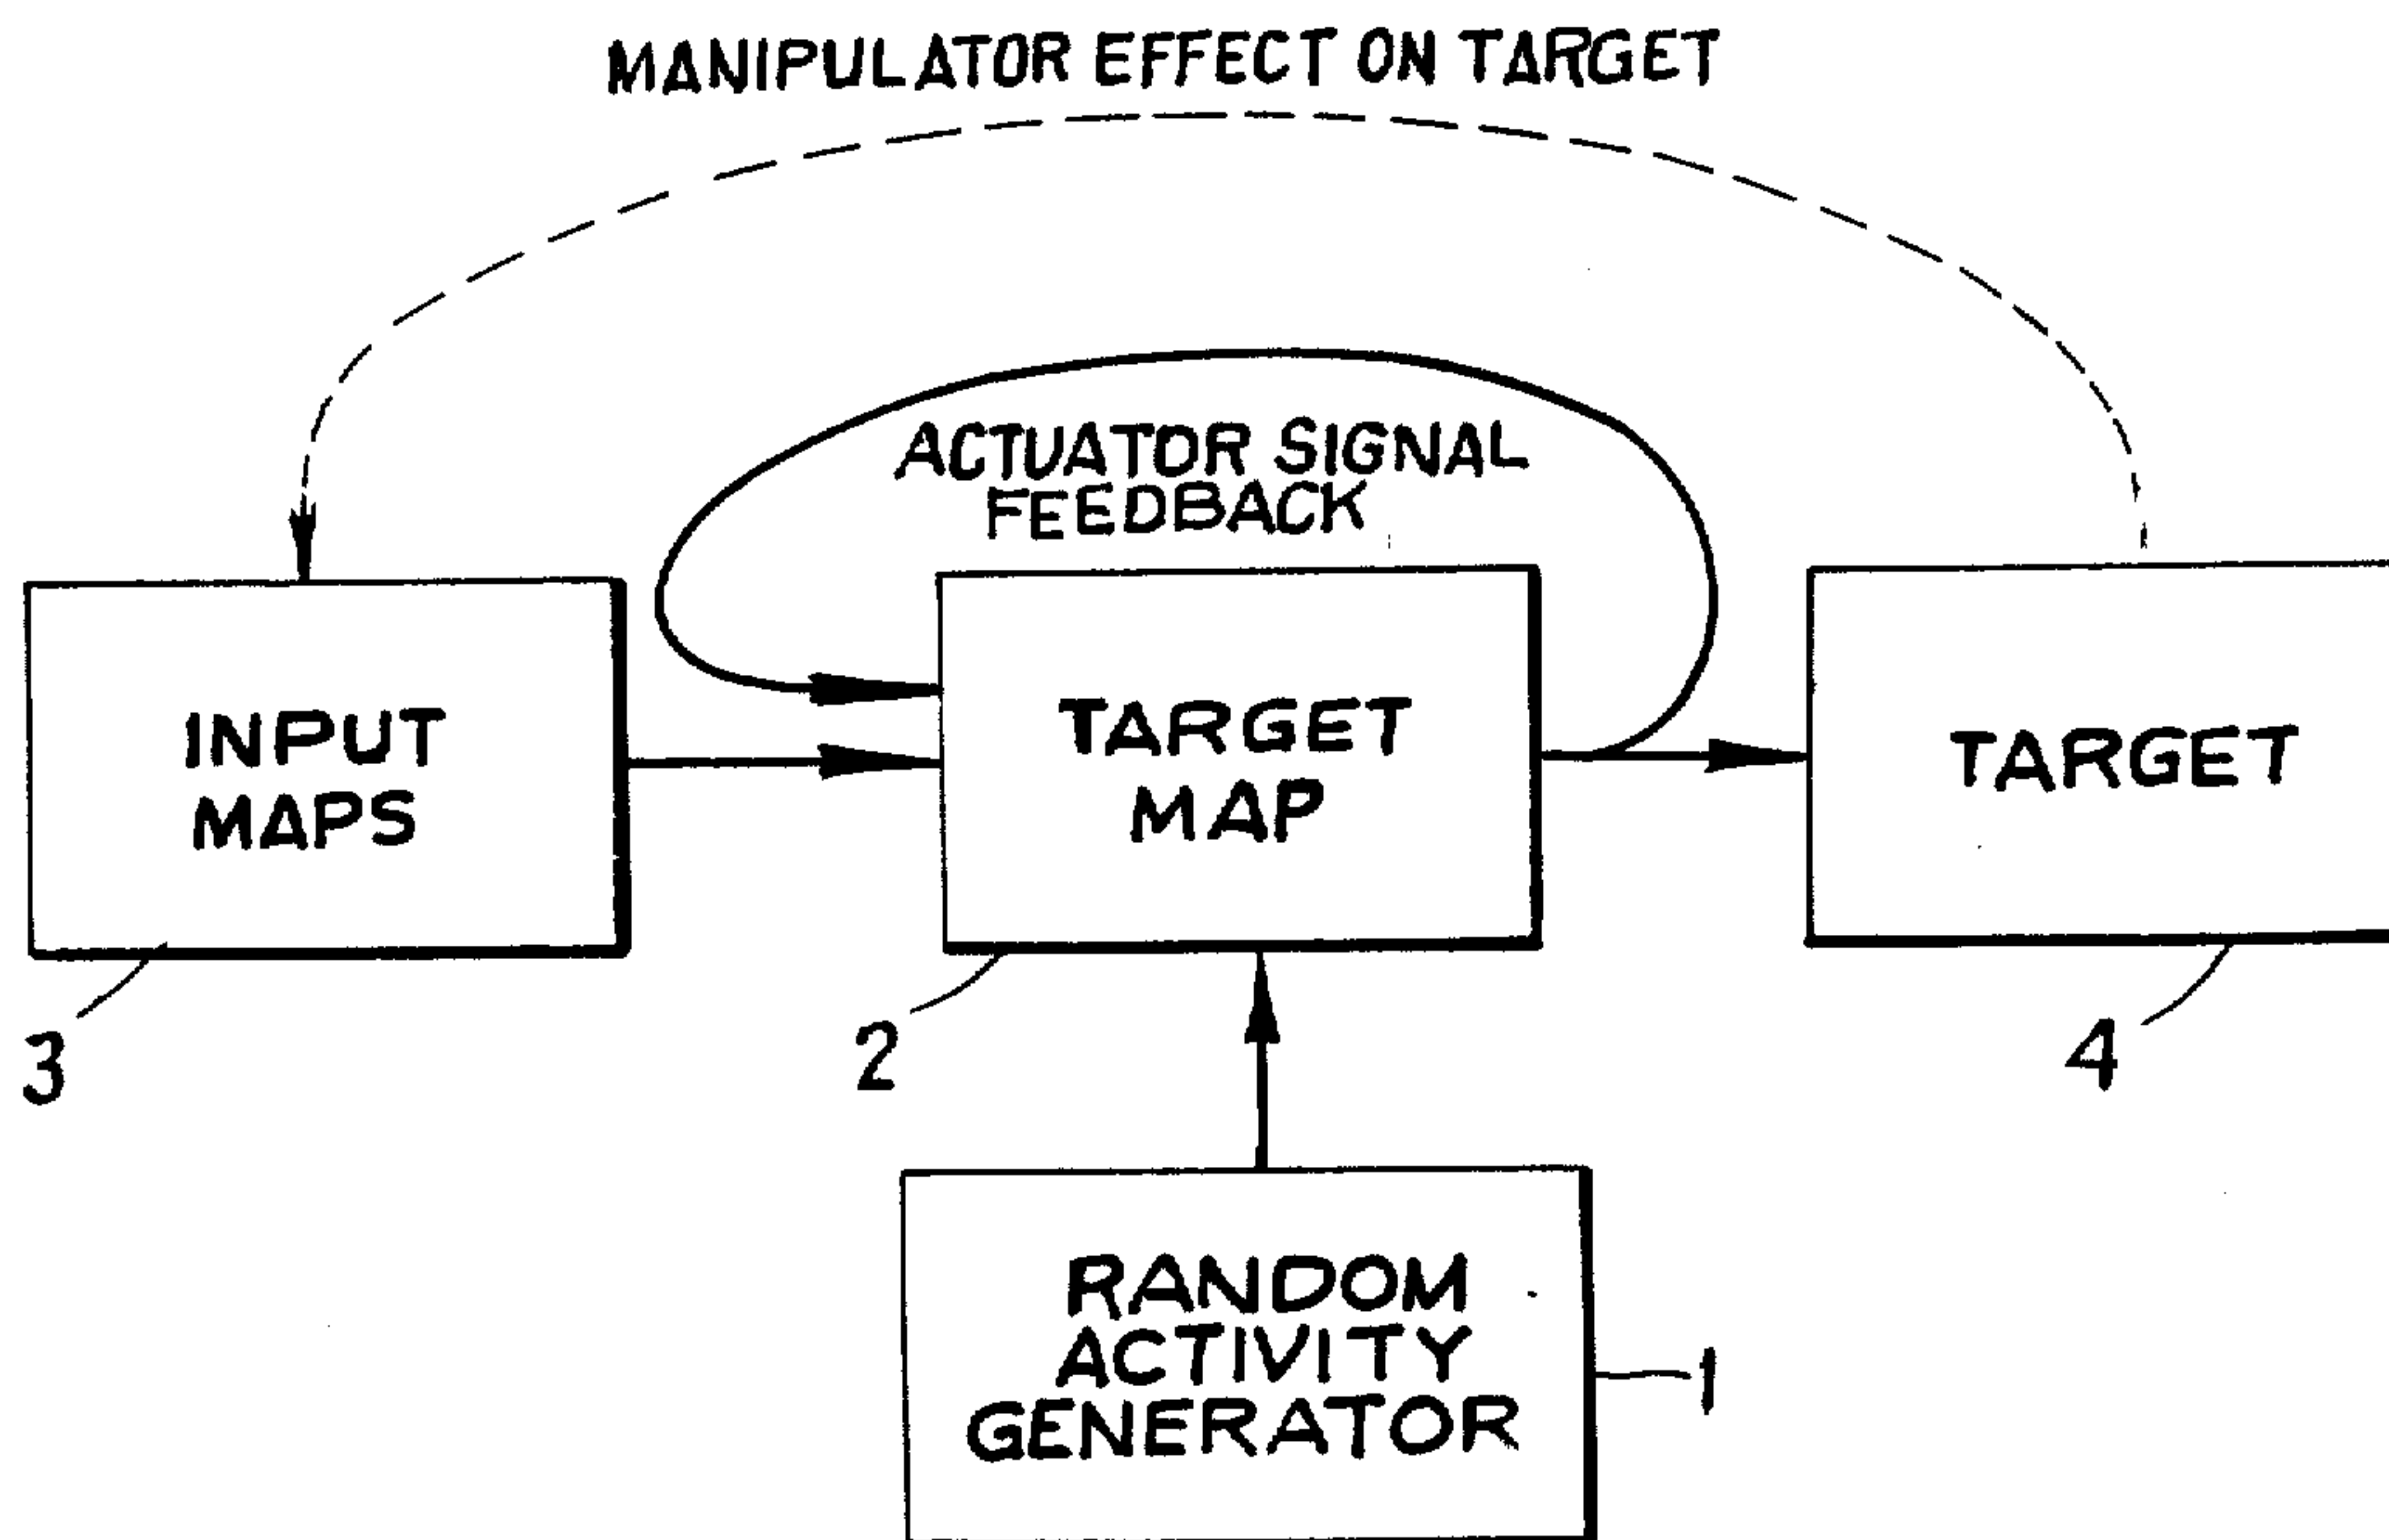 MANIPULATOR EFFECT ON TARGET
ACTUATOR SIGNAL
FEEDBACK
INPUT
MAPS
TARGET
MAP
TARGET
3
2
4
RANDOM
ACTIVITY
GENERATOR
1